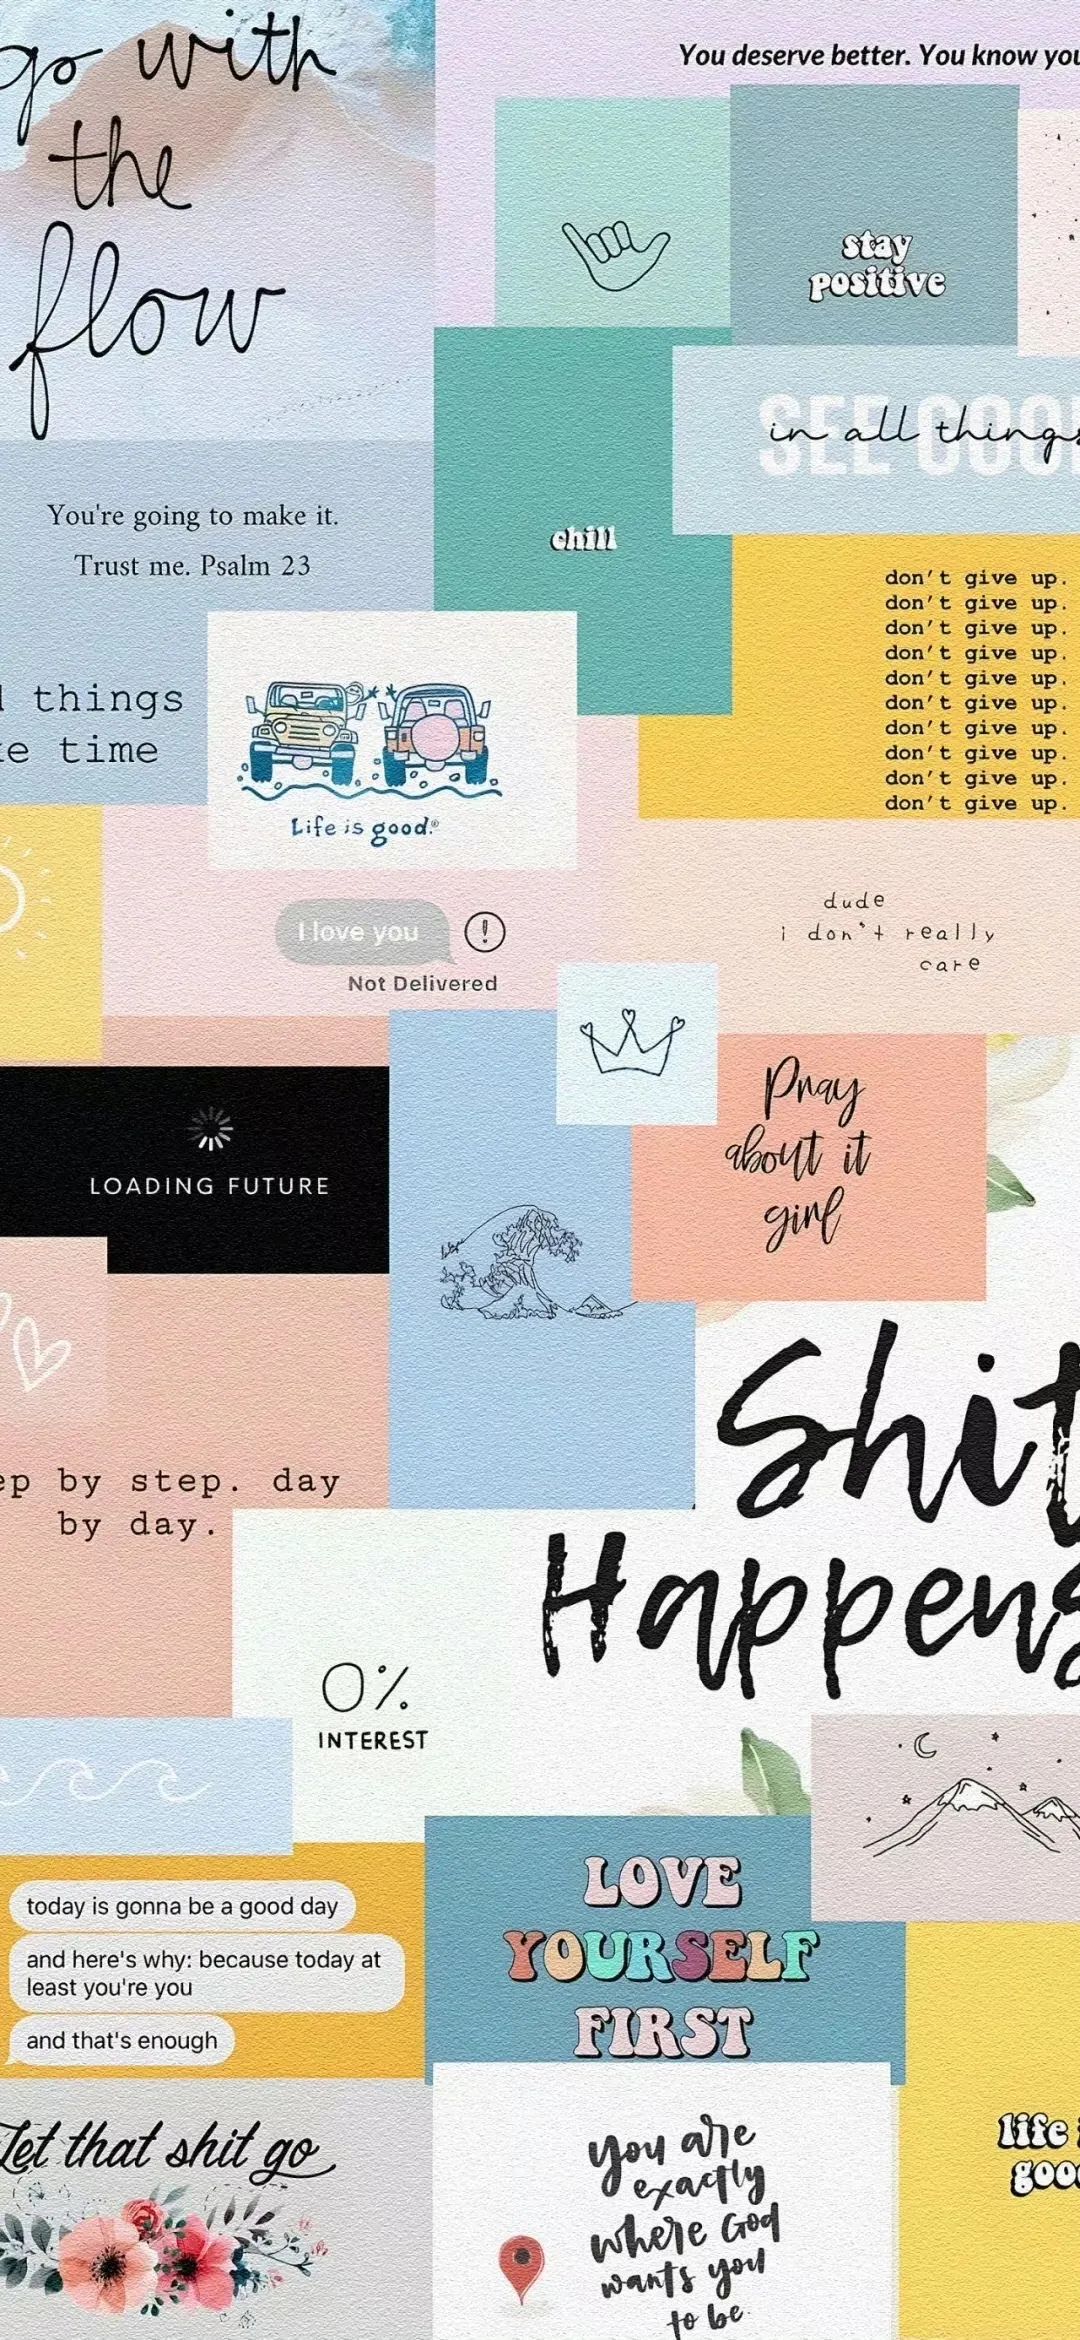 go with
the
flow
You deserve better. You know you
stay
positive
SEE GOO
in all things
You're going to make it.
Trust me. Psalm 23
chill
don't give up.
don't give up.
don't give up.
don't give up.
don't give up.
don't give up.
don't give up.
don't give up.
don't give up.
don't give up.
things
e time
Life is good.®
I love you
Not Delivered
dude
i don't really
care
LOADING FUTURE
Pray
about it
girl
Shit
Happens
ep by step. day
by day.
0%
INTEREST
today is gonna be a good day
and here's why: because today at
least you're you
and that's enough
LOVE
YOURSELF
FIRST
Let that shit go
you are
exactly
where God
wants you
to be
life i
good